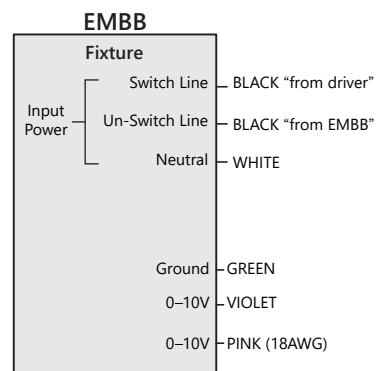 EMBB
Fixture
Switch Line BLACK “from driver”
Input
Power
Un-Switch Line BLACK “from EMBB”
Neutral WHITE
Ground GREEN
0–10V VIOLET
0–10V PINK (18AWG)